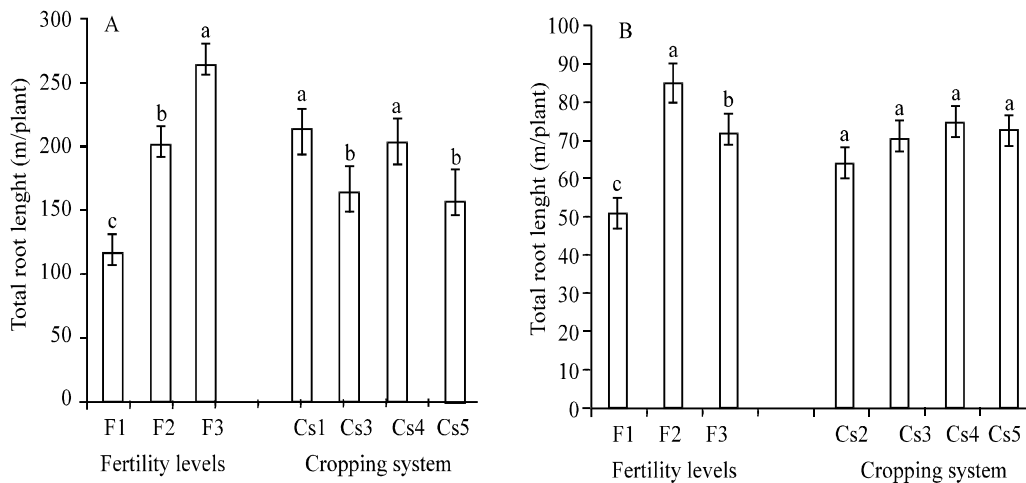 A
Total root lenght (m/plant)
300
250
200
150
100
50
0
c
b
a
a
b
a
b
F1 F2 F3 Cs1 Cs3 Cs4 Cs5
Fertility levels Cropping system
B
Total root lenght (m/plant)
100
90
80
70
60
50
40
30
20
10
0
c
a
b
a
a
a
a
F1 F2 F3 Cs2 Cs3 Cs4 Cs5
Fertility levels Cropping system